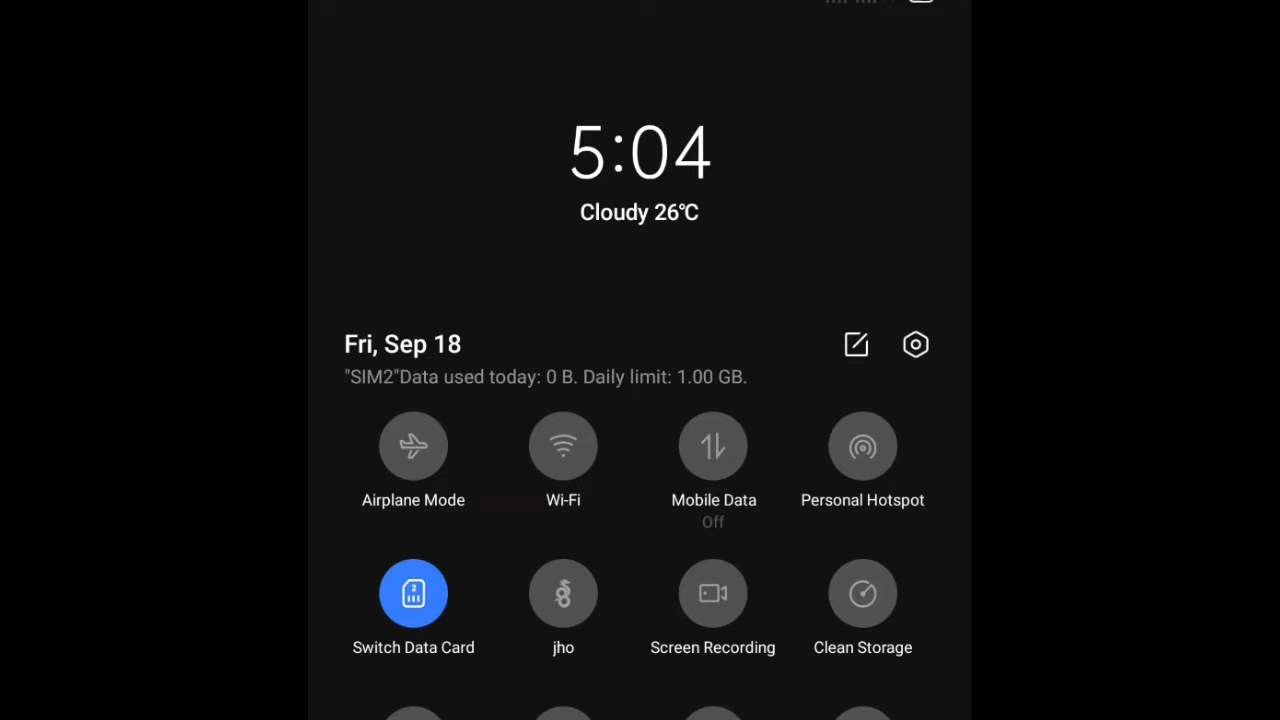 5:04
Cloudy 26℃
Fri, Sep 18
"SIM2"Data used today: 0 B. Daily limit: 1.00 GB.
Airplane Mode
Wi-Fi
Mobile Data
Personal Hotspot
Off
2
Switch Data Card
jho
Screen Recording
Clean Storage